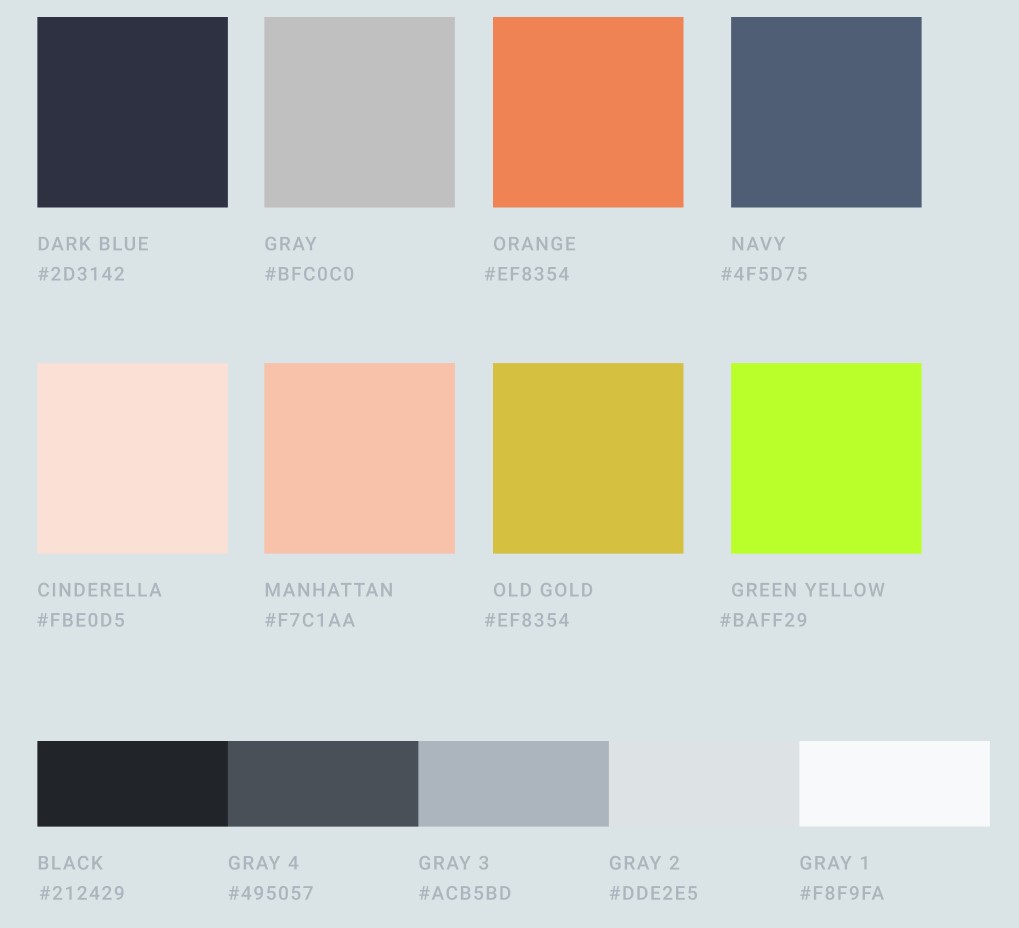 DARK BLUE
#2D3142
GRAY
#BFC0C0
ORANGE
#EF8354
NAVY
#4F5D75
CINDERELLA
#FBE0D5
MANHATTAN
#F7C1AA
OLD GOLD
#EF8354
GREEN YELLOW
#BAFF29
BLACK
#212429
GRAY 4
#495057
GRAY 3
#ACB5BD
GRAY 2
#DDE2E5
GRAY 1
#F8F9FA